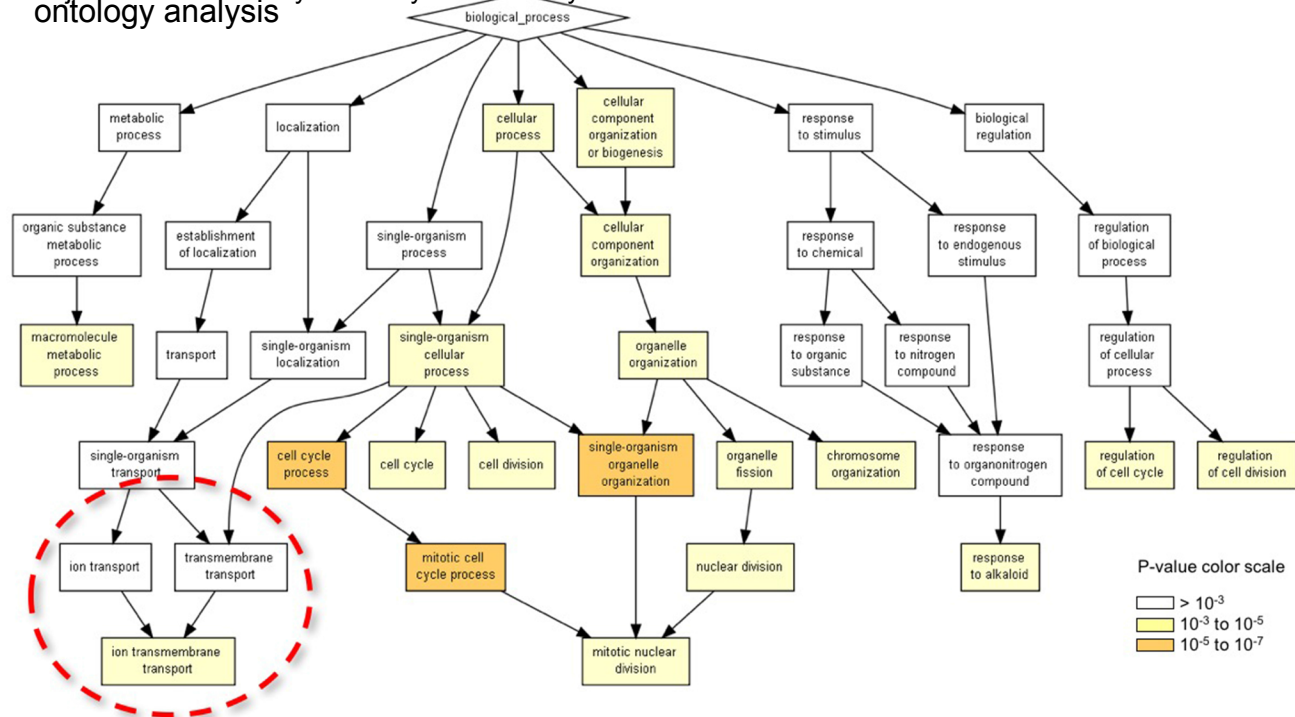 ontology analysis
biological_process
metabolic
process
localization
cellular
process
cellular
component
organization
or biogenesis
response
to stimulus
biological
regulation
organic substance
metabolic
process
establishment
of localization
single-organism
process
cellular
component
organization
response
to chemical
response
to endogenous
stimulus
regulation
of biological
process
macromolecule
metabolic
process
transport
single-organism
localization
single-organism
cellular
process
organelle
organization
response
to organic
substance
response
to nitrogen
compound
regulation
of cellular
process
single-organism
transport
cell cycle
process
cell cycle
cell division
single-organism
organelle
organization
organelle
fission
chromosome
organization
response
to organonitrogen
compound
regulation
of cell cycle
regulation
of cell division
ion transport
transmembrane
transport
mitotic cell
cycle process
nuclear division
response
to alkaloid
ion transmembrane
transport
mitotic nuclear
division
P-value color scale
> 10⁻³
10⁻³ to 10⁻⁵
10⁻⁵ to 10⁻⁷